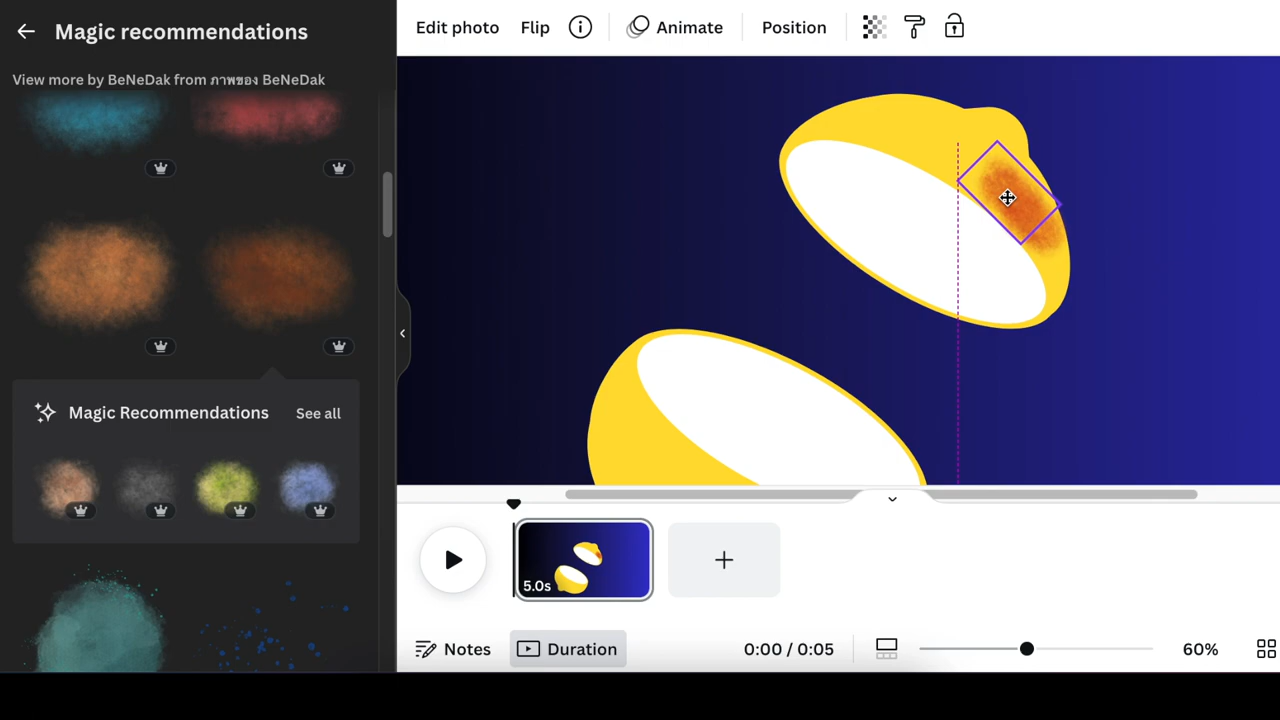 Magic recommendations
View more by BeNeDak from ภาพของ BeNeDak
Magic Recommendations See all
Edit photo Flip Animate Position
5.0s
Notes Duration 0:00 / 0:05 60%